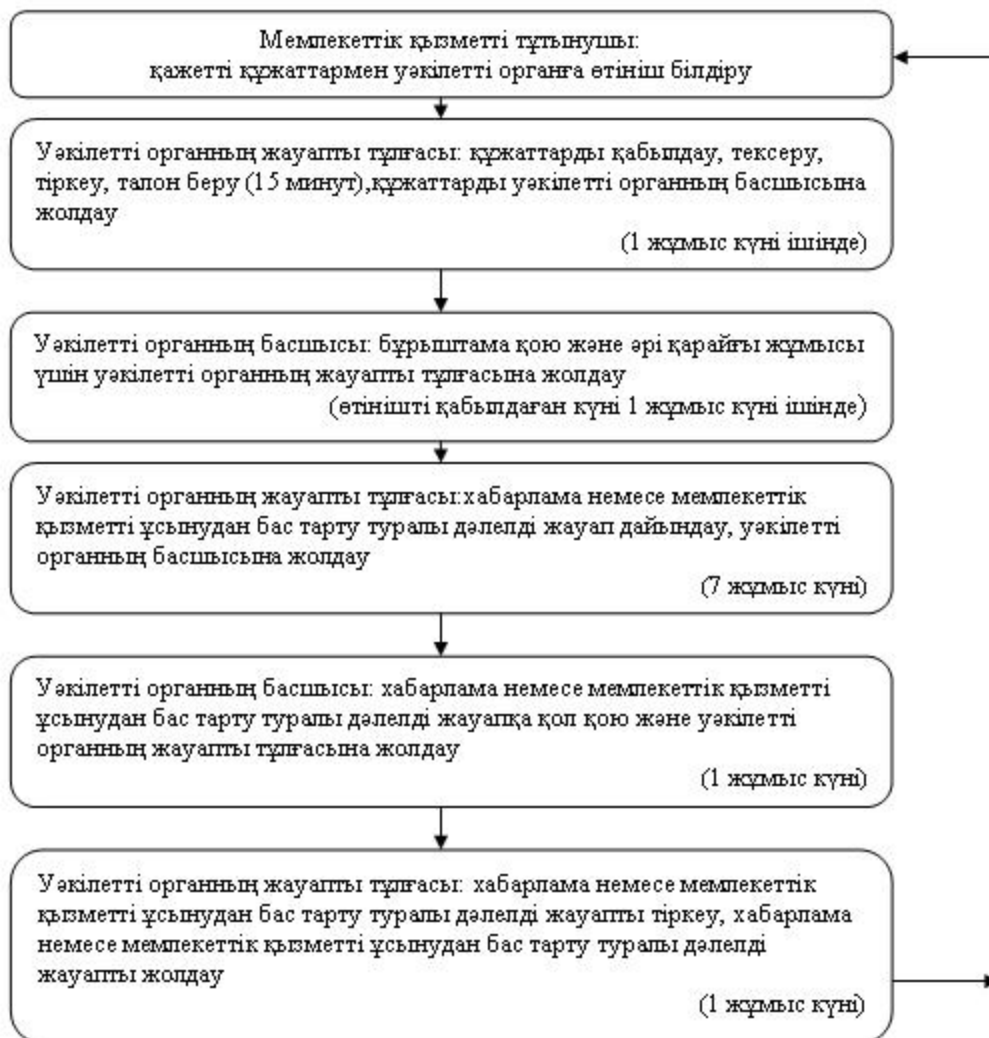 Мемлекеттік қызметті тұтынушы:
қажетті құжаттармен уәкілетті органға өтініш білдіру
Уәкілетті органның жауапты тұлғасы: құжаттарды қабылдау, тексеру,
тіркеу, талон беру (15 минут),құжаттарды уәкілетті органның басшысына
жолдау
(1 жұмыс күні ішінде)
Уәкілетті органның басшысы: бұрыштама қою және әрі қарайғы жұмысы
үшін уәкілетті органның жауапты тұлғасына жолдау
(өтінішті қабылдаған күні 1 жұмыс күні ішінде)
Уәкілетті органның жауапты тұлғасы:хабарлама немесе мемлекеттік
қызметті ұсынудан бас тарту туралы дәлелді жауап дайындау, уәкілетті
органның басшысына жолдау
(7 жұмыс күні)
Уәкілетті органның басшысы: хабарлама немесе мемлекеттік қызметті
ұсынудан бас тарту туралы дәлелді жауапқа қол қою және уәкілетті
органның жауапты тұлғасына жолдау
(1 жұмыс күні)
Уәкілетті органның жауапты тұлғасы: хабарлама немесе мемлекеттік
қызметті ұсынудан бас тарту туралы дәлелді жауапты тіркеу, хабарлама
немесе мемлекеттік қызметті ұсынудан бас тарту туралы дәлелді
жауапты жолдау
(1 жұмыс күні)